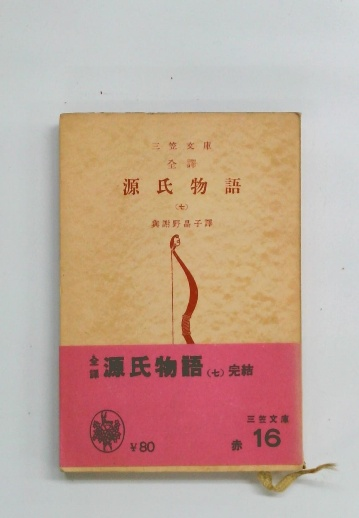 三笠文庫
全譯
源氏物語
（七）
與謝野晶子譯
全譯 源氏物語（七）完結
三笠文庫
¥80
赤 16